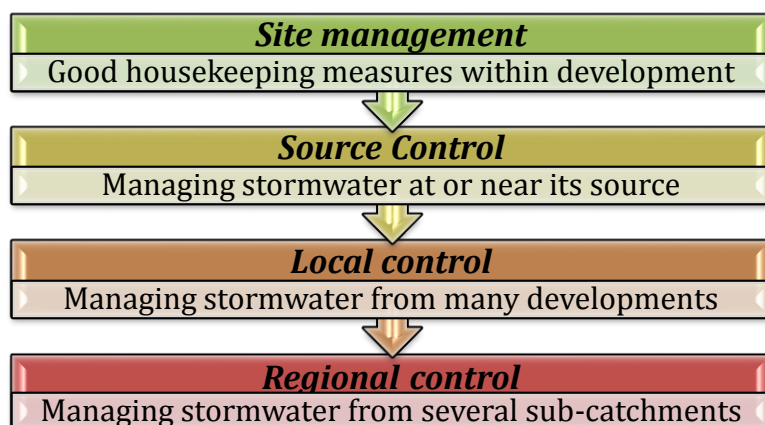 Site management
Good housekeeping measures within development
Source Control
Managing stormwater at or near its source
Local control
Managing stormwater from many developments
Regional control
Managing stormwater from several sub-catchments